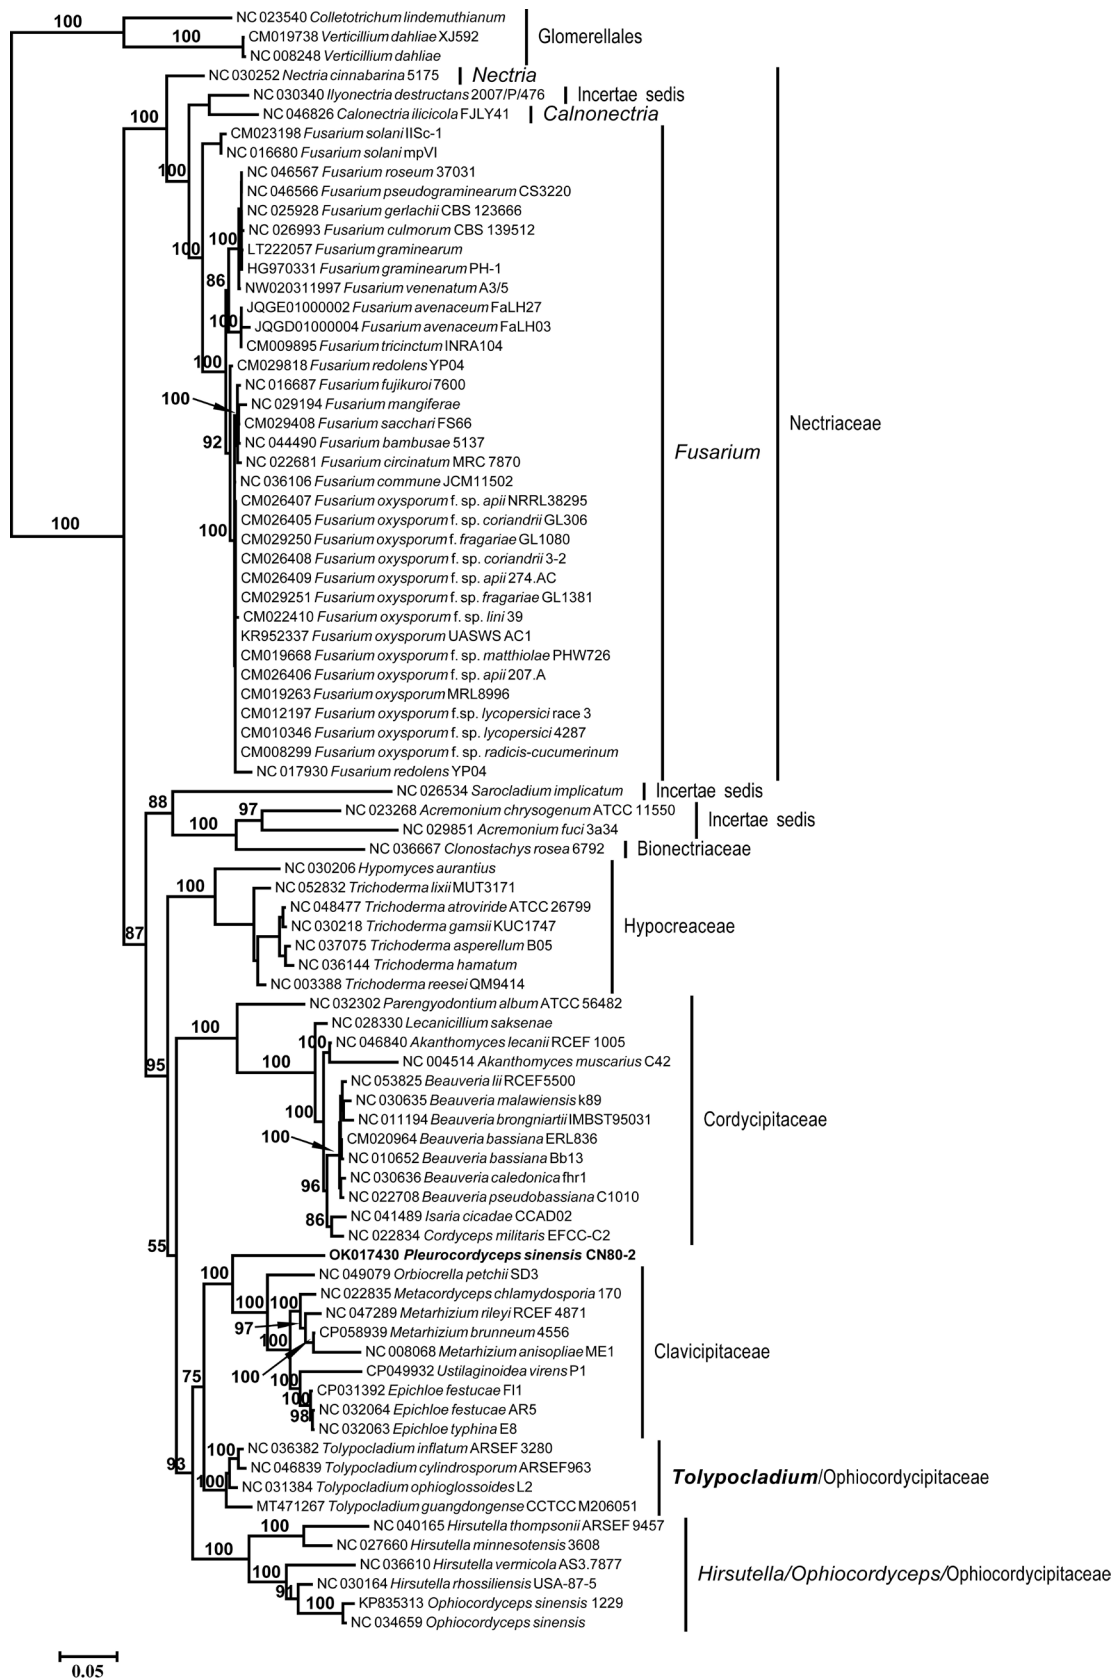 100
NC 023540 Colletotrichum lindemuthianum
100
CM019738 Verticillium dahliae XJ592
NC 008248 Verticillium dahliae
Glomerellales
NC 030252 Nectria cinnabarina 5175
Nectria
NC 030340 Ilyonectria destructans 2007/P/476
Incertae sedis
100
NC 046826 Calonectria ilicicola FJLY41
Calnonectria
CM023198 Fusarium solani IISc-1
NC 016680 Fusarium solani mpVI
100
NC 046567 Fusarium roseum 37031
NC 046566 Fusarium pseudograminearum CS3220
NC 025928 Fusarium gerlachii CBS 123666
NC 026993 Fusarium culmorum CBS 139512
100
100
LT222057 Fusarium graminearum
HG970331 Fusarium graminearum PH-1
86
NW020311997 Fusarium venenatum A3/5
JQGE01000002 Fusarium avenaceum FaLH27
100
JQGD01000004 Fusarium avenaceum FaLH03
CM009895 Fusarium tricinctum INRA104
100
CM029818 Fusarium redolens YP04
NC 016687 Fusarium fujikuroi 7600
100
NC 029194 Fusarium mangiferae
CM029408 Fusarium sacchari FS66
Nectriaceae
92
NC 044490 Fusarium bambusae 5137
Fusarium
NC 022681 Fusarium circinatum MRC 7870
NC 036106 Fusarium commune JCM11502
CM026407 Fusarium oxysporum f. sp. apii NRRL38295
CM026405 Fusarium oxysporum f. sp. coriandrii GL306
100
100
CM029250 Fusarium oxysporum f. fragariae GL1080
CM026408 Fusarium oxysporum f. sp. coriandrii 3-2
CM026409 Fusarium oxysporum f. sp. apii 274.AC
CM029251 Fusarium oxysporum f. sp. fragariae GL1381
CM022410 Fusarium oxysporum f. sp. lini 39
KR952337 Fusarium oxysporum UASWS AC1
CM019668 Fusarium oxysporum f. sp. matthiolae PHW726
CM026406 Fusarium oxysporum f. sp. apii 207.A
CM019263 Fusarium oxysporum MRL8996
CM012197 Fusarium oxysporum f.sp. lycopersici race 3
CM010346 Fusarium oxysporum f. sp. lycopersici 4287
CM008299 Fusarium oxysporum f. sp. radicis-cucumerinum
NC 017930 Fusarium redolens YP04
88
NC 026534 Sarocladium implicatum
Incertae sedis
97
NC 023268 Acremonium chrysogenum ATCC 11550
100
NC 029851 Acremonium fuci 3a34
Incertae sedis
NC 036667 Clonostachys rosea 6792
Bionectriaceae
NC 030206 Hypomyces aurantius
100
NC 052832 Trichoderma lixii MUT3171
NC 048477 Trichoderma atroviride ATCC 26799
87
NC 030218 Trichoderma gamsii KUC1747
Hypocreaceae
NC 037075 Trichoderma asperellum B05
NC 036144 Trichoderma hamatum
NC 003388 Trichoderma reesei QM9414
NC 032302 Parengyodontium album ATCC 56482
100
NC 028330 Lecanicillium saksenae
100
NC 046840 Akanthomyces lecanii RCEF 1005
95
100
NC 004514 Akanthomyces muscarius C42
NC 053825 Beauveria lii RCEF5500
NC 030635 Beauveria malawiensis k89
100
NC 011194 Beauveria brongniartii IMBST95031
Cordycipitaceae
100
CM020964 Beauveria bassiana ERL836
NC 010652 Beauveria bassiana Bb13
96
NC 030636 Beauveria caledonica fhr1
NC 022708 Beauveria pseudobassiana C1010
86
NC 041489 Isaria cicadae CCAD02
NC 022834 Cordyceps militaris EFCC-C2
55
OK017430 Pleurocordyceps sinensis CN80-2
100
NC 049079 Orbiocrella petchii SD3
NC 022835 Metacordyceps chlamydosporia 170
100
100
NC 047289 Metarhizium rileyi RCEF 4871
97
CP058939 Metarhizium brunneum 4556
100
NC 008068 Metarhizium anisopliae ME1
Clavicipitaceae
75
100
100
CP049932 Ustilaginoidea virens P1
100
CP031392 Epichloe festucae FI1
98
NC 032064 Epichloe festucae AR5
NC 032063 Epichloe typhina E8
100
NC 036382 Tolypocladium inflatum ARSEF 3280
93
NC 046839 Tolypocladium cylindrosporum ARSEF963
Tolypocladium/Ophiocordycipitaceae
100
NC 031384 Tolypocladium ophioglossoides L2
MT471267 Tolypocladium guangdongense CCTCC M206051
100
NC 040165 Hirsutella thompsonii ARSEF 9457
NC 027660 Hirsutella minnesotensis 3608
100
NC 036610 Hirsutella vermicola AS3.7877
Hirsutella/Ophiocordyceps/Ophiocordycipitaceae
100
NC 030164 Hirsutella rhossiliensis USA-87-5
91
100
KP835313 Ophiocordyceps sinensis 1229
NC 034659 Ophiocordyceps sinensis
0.05